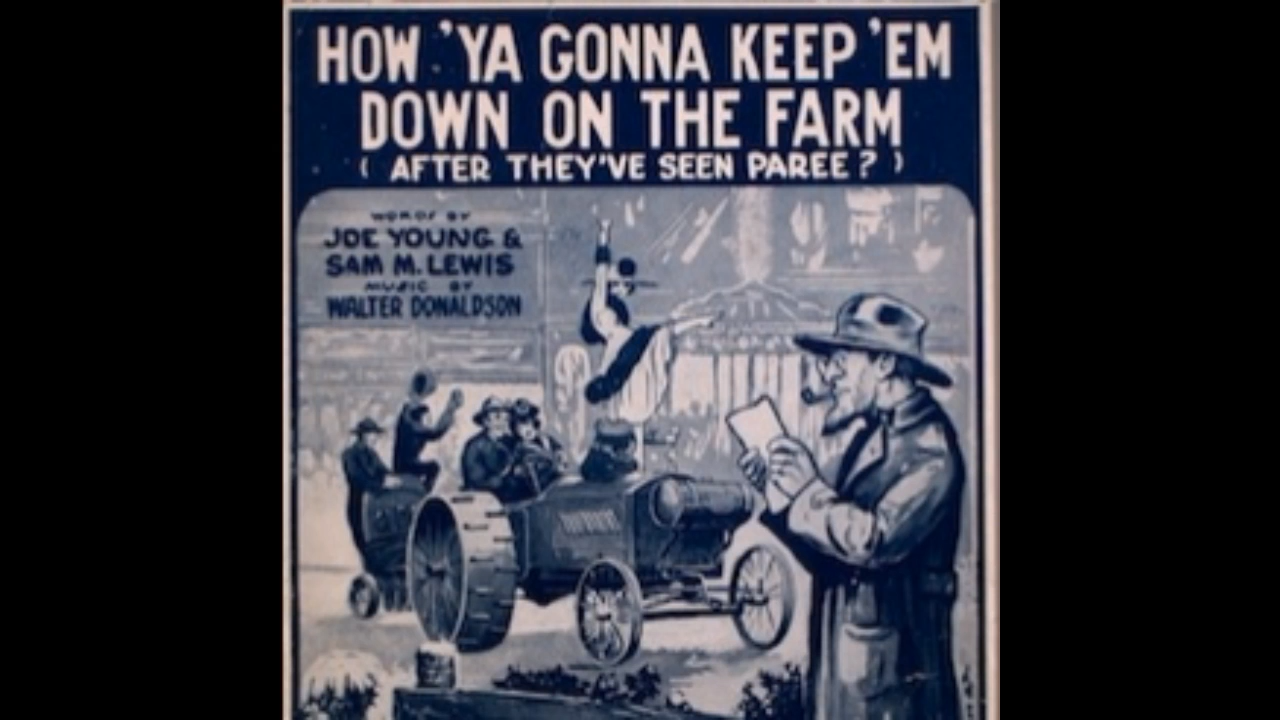 HOW 'YA GONNA KEEP 'EM
DOWN ON THE FARM
( AFTER THEY'VE SEEN PAREE? )
WORDS BY
JOE YOUNG &
SAM M. LEWIS
MUSIC BY
WALTER DONALDSON